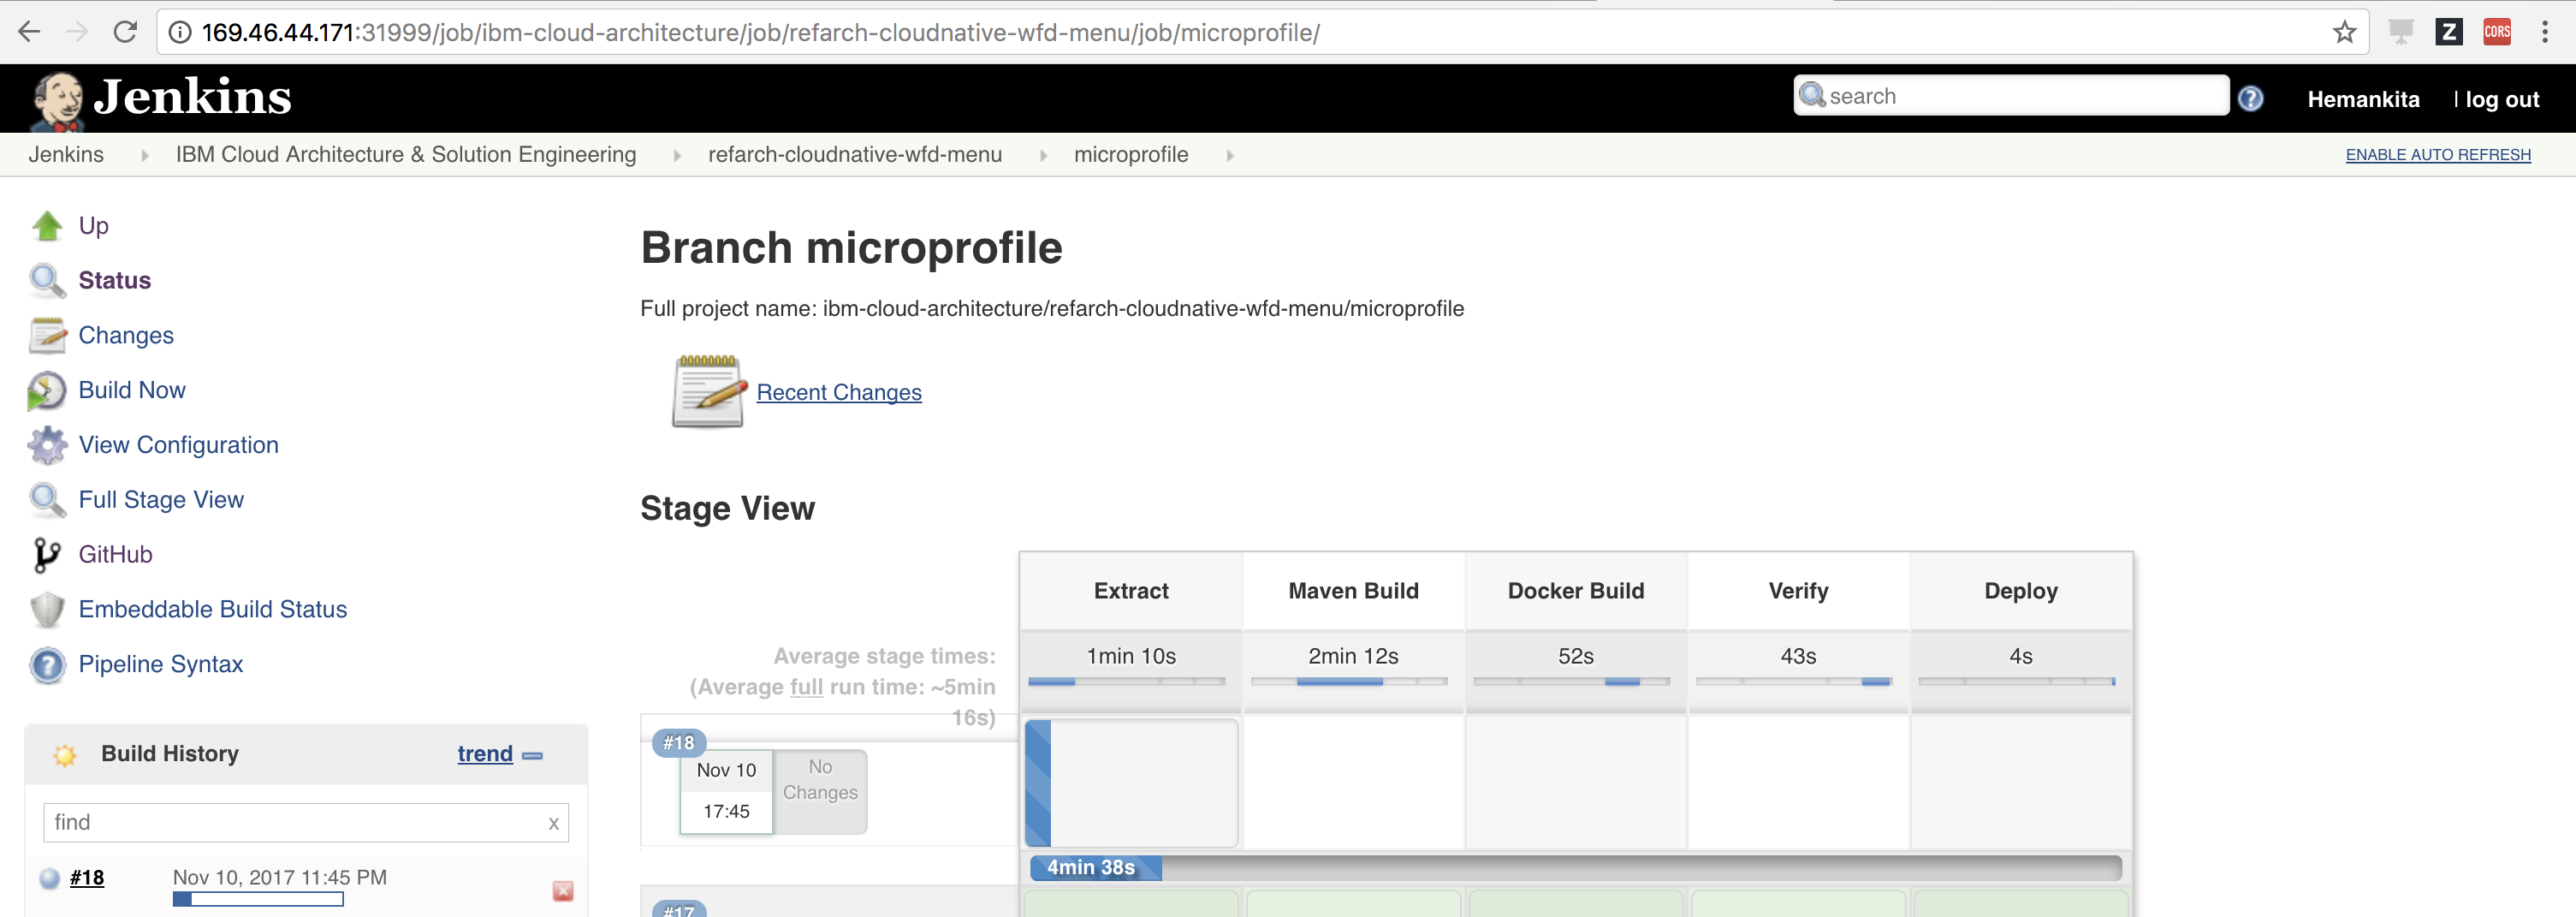 169.46.44.171:31999/job/ibm-cloud-architecture/job/refarch-cloudnative-wfd-menu/job/microprofile/
Z
CORS
Jenkins
search
?
Hemankita
| log out
Jenkins
IBM Cloud Architecture & Solution Engineering
refarch-cloudnative-wfd-menu
microprofile
ENABLE AUTO REFRESH
Up
Status
Changes
Build Now
View Configuration
Full Stage View
GitHub
Embeddable Build Status
Pipeline Syntax
Build History
trend
find
x
#18
Nov 10, 2017 11:45 PM
Branch microprofile
Full project name: ibm-cloud-architecture/refarch-cloudnative-wfd-menu/microprofile
Recent Changes
Stage View
Extract
Maven Build
Docker Build
Verify
Deploy
Average stage times:
(Average full run time: ~5min
16s)
1min 10s
2min 12s
52s
43s
4s
#18
Nov 10
17:45
No
Changes
4min 38s
#17